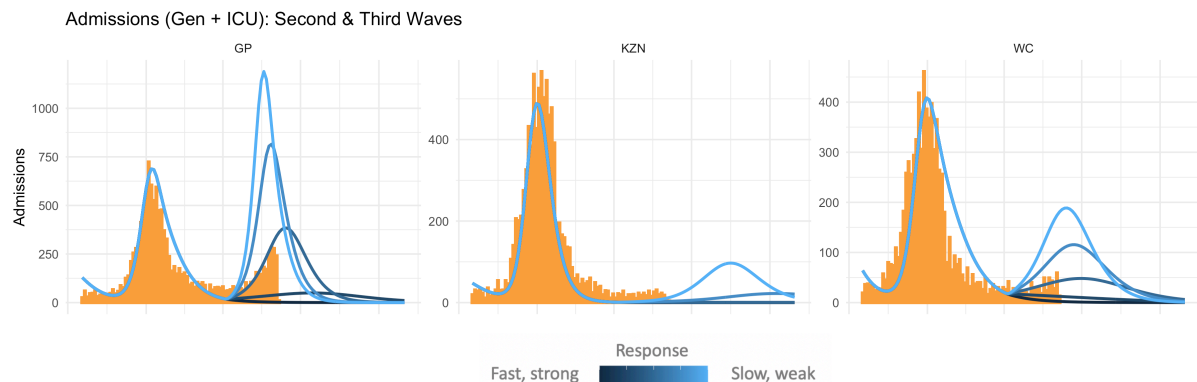 Admissions (Gen + ICU): Second & Third Waves
GP
KZN
WC
Admissions
1000
750
500
250
0
400
200
0
400
300
200
100
0
Response
Fast, strong
Slow, weak